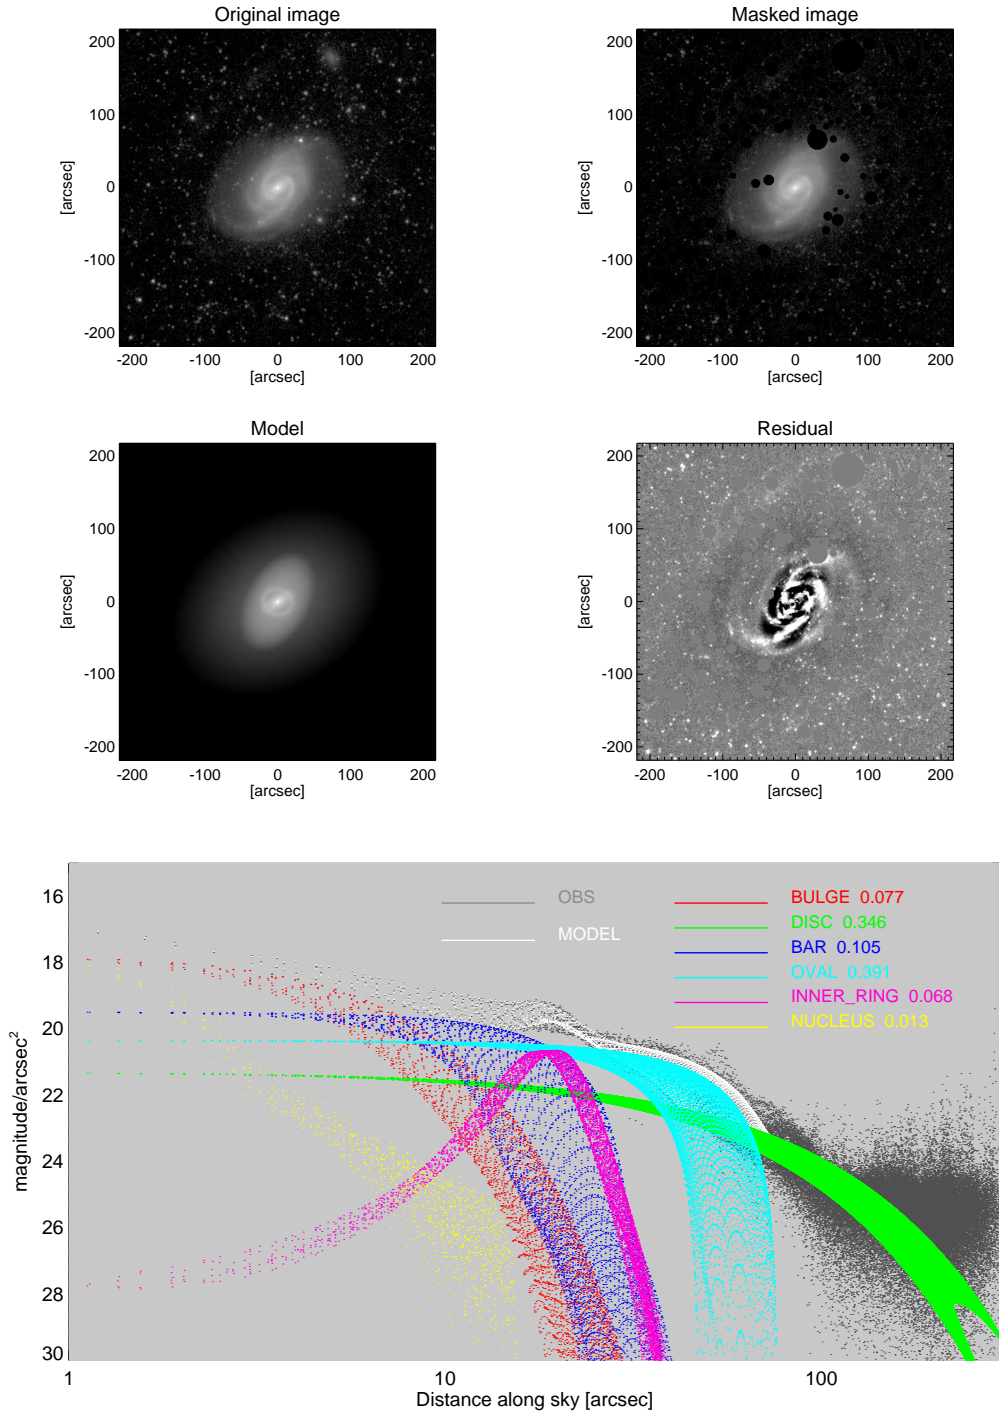 Original image
Masked image
200
100
0
-100
-200
[arcsec]
-200 -100 0 100 200
[arcsec]
200
100
0
-100
-200
[arcsec]
-200 -100 0 100 200
[arcsec]
Model
Residual
200
100
0
-100
-200
[arcsec]
-200 -100 0 100 200
[arcsec]
200
100
0
-100
-200
[arcsec]
-200 -100 0 100 200
[arcsec]
OBS
MODEL
BULGE 0.077
DISC 0.346
BAR 0.105
OVAL 0.391
INNER_RING 0.068
NUCLEUS 0.013
16
18
20
22
24
26
28
30
magnitude/arcsec²
1 10 100
Distance along sky [arcsec]